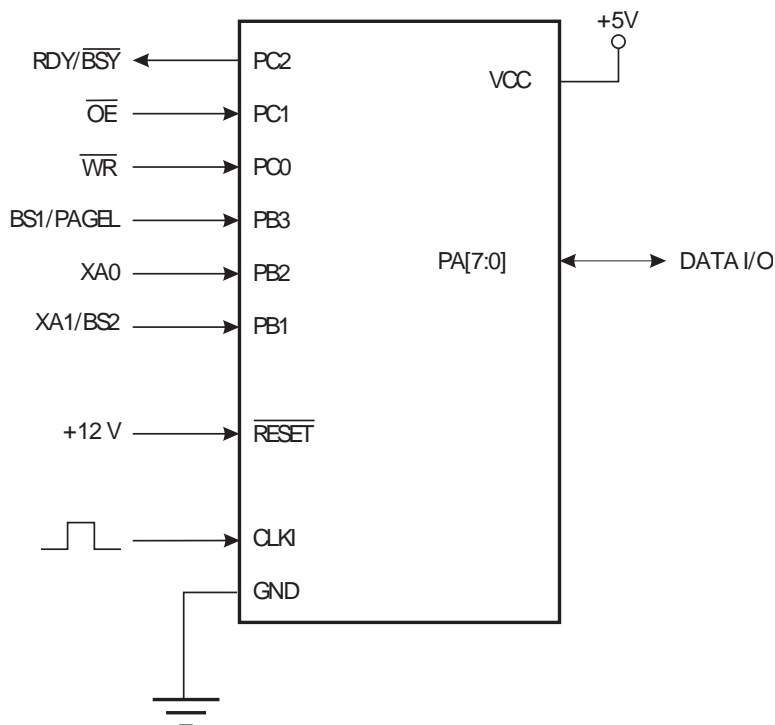 +5V
RDY/BSY
PC2
VCC
OE
PC1
WR
PC0
BS1/PAGEL
PB3
PA[7:0]
DATA I/O
XA0
PB2
XA1/BS2
PB1
+12 V
RESET
CLKI
GND